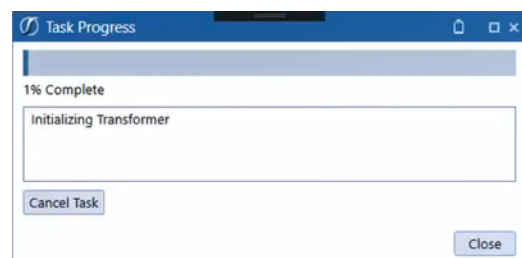 Task Progress
1% Complete
Initializing Transformer
Cancel Task
Close